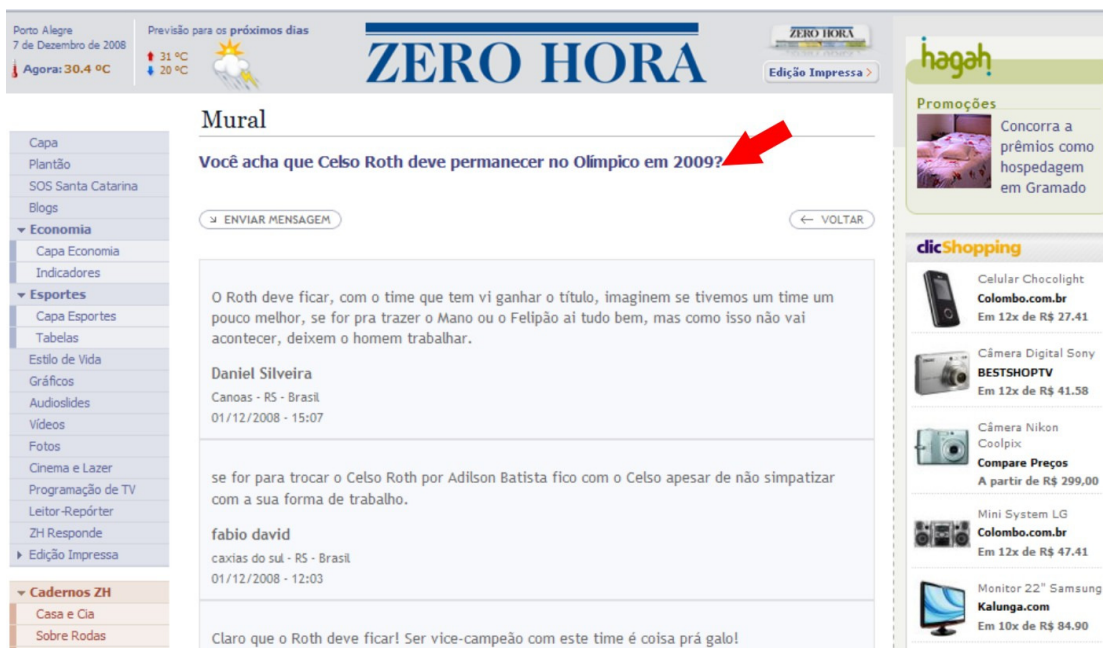 Porto Alegre
7 de Dezembro de 2008
Agora: 30.4 ºC
Previsão para os próximos dias
31 ºC
20 ºC
ZERO HORA
ZERO HORA
Edição Impressa
hagah
Promoções
Concorra a
prêmios como
hospedagem
em Gramado
Capa
Plantão
SOS Santa Catarina
Blogs
Economia
Capa Economia
Indicadores
Esportes
Capa Esportes
Tabelas
Estilo de Vida
Gráficos
Audioslides
Vídeos
Fotos
Cinema e Lazer
Programação de TV
Leitor-Repórter
ZH Responde
Edição Impressa
Cadernos ZH
Casa e Cia
Sobre Rodas
Mural
Você acha que Celso Roth deve permanecer no Olímpico em 2009?
ENVIAR MENSAGEM
VOLTAR
O Roth deve ficar, com o time que tem vi ganhar o título, imaginem se tivemos um time um
pouco melhor, se for pra trazer o Mano ou o Felipão ai tudo bem, mas como isso não vai
acontecer, deixem o homem trabalhar.
Daniel Silveira
Canoas - RS - Brasil
01/12/2008 - 15:07
se for para trocar o Celso Roth por Adilson Batista fico com o Celso apesar de não simpatizar
com a sua forma de trabalho.
fabio david
caxias do sul - RS - Brasil
01/12/2008 - 12:03
Claro que o Roth deve ficar! Ser vice-campeão com este time é coisa prá galo!
clicShopping
Celular Chocolight
Colombo.com.br
Em 12x de R$ 27.41
Câmera Digital Sony
BESTSHOPTV
Em 12x de R$ 41.58
Câmera Nikon
Coolpix
Compare Preços
A partir de R$ 299,00
Mini System LG
Colombo.com.br
Em 12x de R$ 47.41
Monitor 22" Samsung
Kalunga.com
Em 10x de R$ 84.90